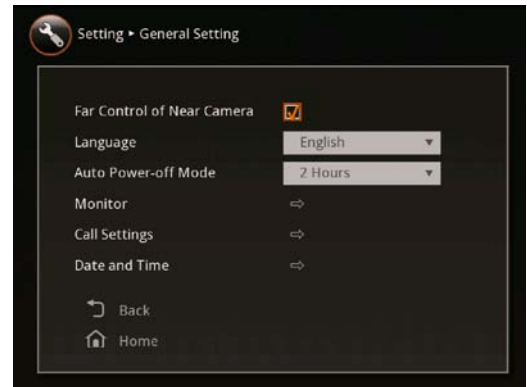 Setting ▸ General Setting
Far Control of Near Camera
Language English
Auto Power-off Mode 2 Hours
Monitor
Call Settings
Date and Time
Back
Home